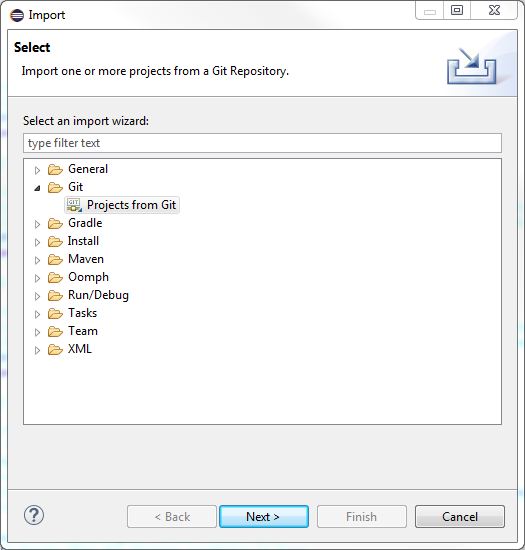 Import
Select
Import one or more projects from a Git Repository.
Select an import wizard:
type filter text
General
Git
GIT Projects from Git
Gradle
Install
Maven
Oomph
Run/Debug
Tasks
Team
XML
? < Back Next > Finish Cancel